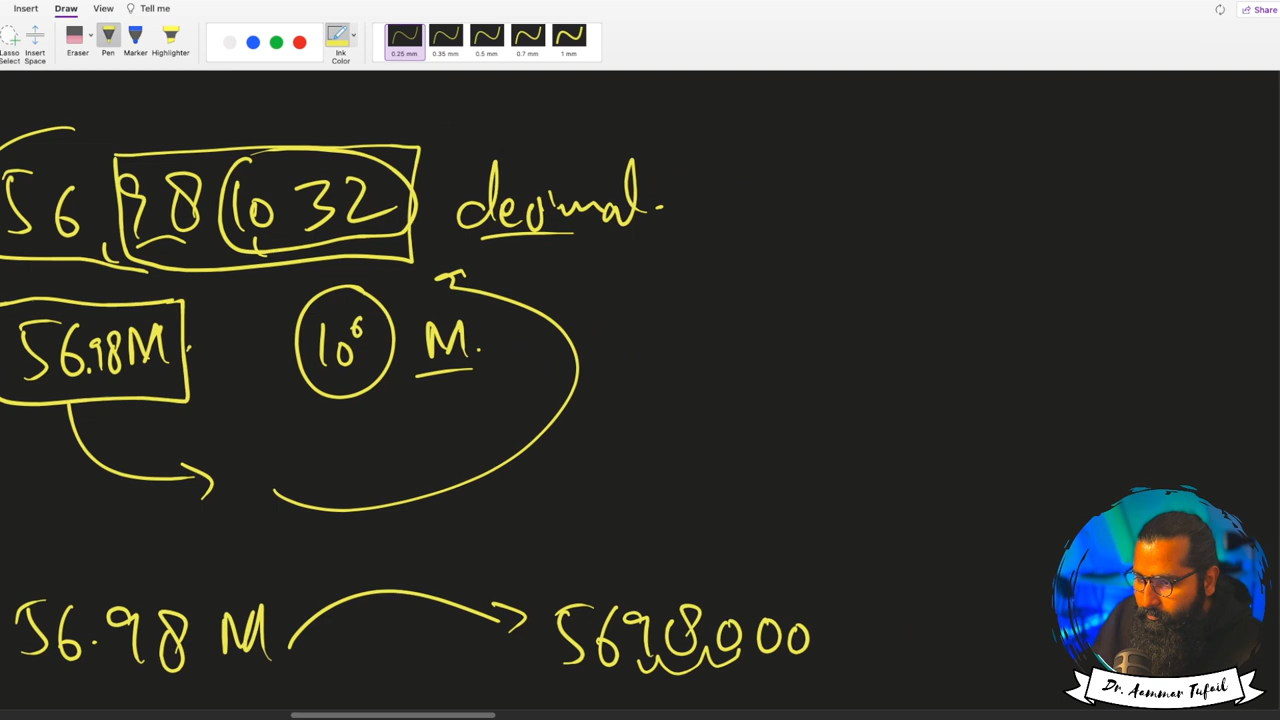 Insert Draw View Tell me
Share
Lasso Select
Insert Space
Eraser
Pen
Marker
Highlighter
Ink Color
0.25 mm
0.35 mm
0.5 mm
0.7 mm
1 mm
56 98 10 32 decimal.
56.98M. 10⁶ M.
56.98 M 5698000
Dr. Aammar Tufail